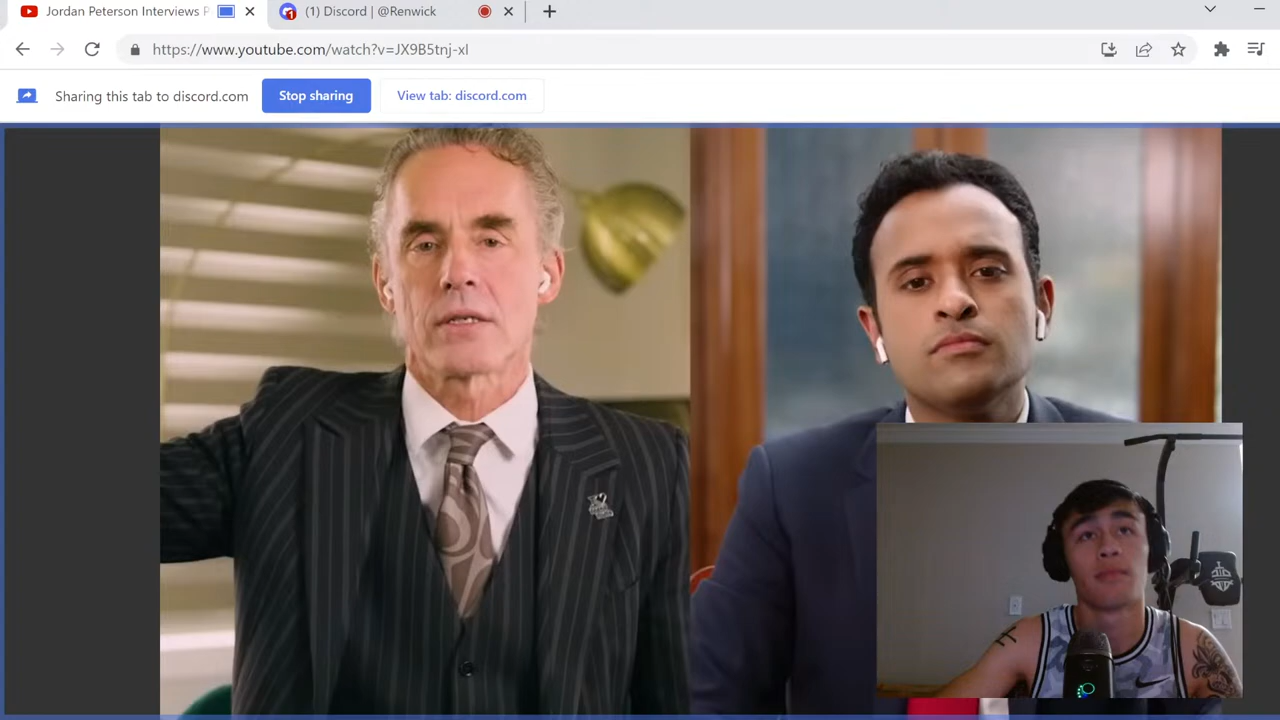 Jordan Peterson Interviews P
(1) Discord | @Renwick
https://www.youtube.com/watch?v=JX9B5tnj-xI
Sharing this tab to discord.com
Stop sharing
View tab: discord.com